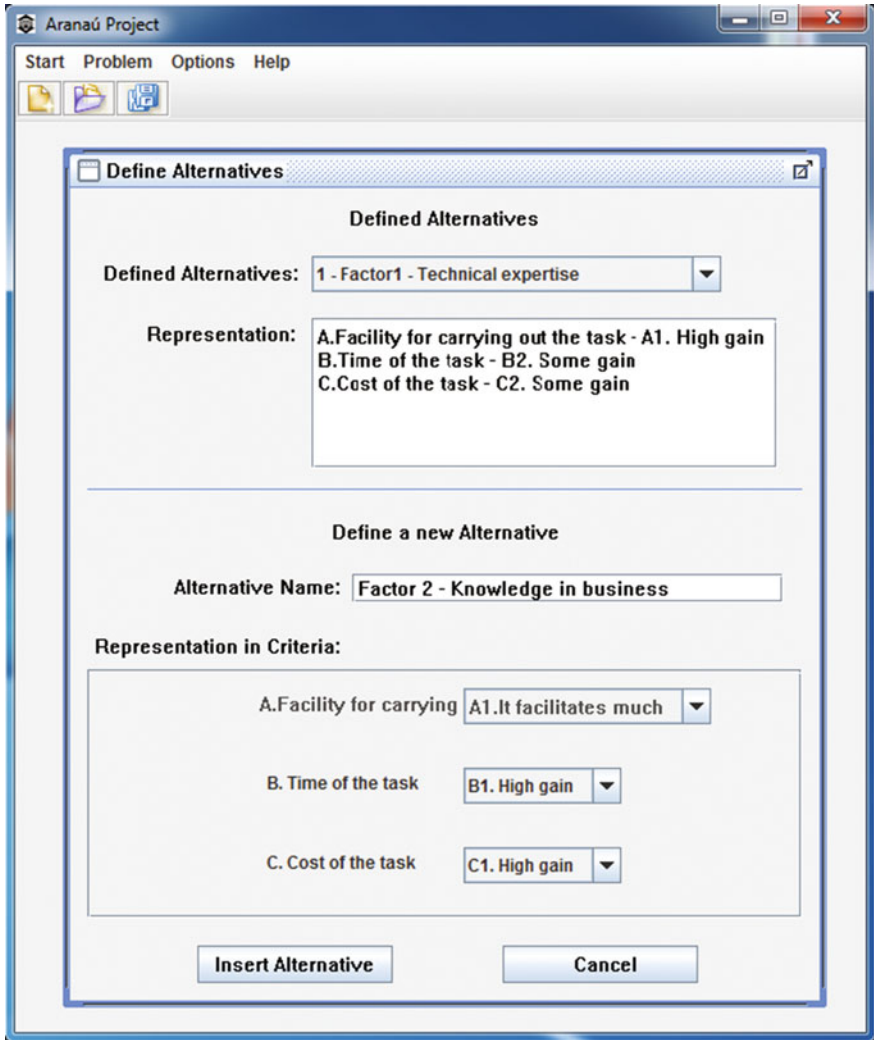 Aranaú Project
Start Problem Options Help
Define Alternatives
Defined Alternatives
Defined Alternatives: 1 - Factor1 - Technical expertise
Representation: A.Facility for carrying out the task - A1. High gain
B.Time of the task - B2. Some gain
C.Cost of the task - C2. Some gain
Define a new Alternative
Alternative Name: Factor 2 - Knowledge in business
Representation in Criteria:
A.Facility for carrying A1.It facilitates much
B. Time of the task B1. High gain
C. Cost of the task C1. High gain
Insert Alternative Cancel